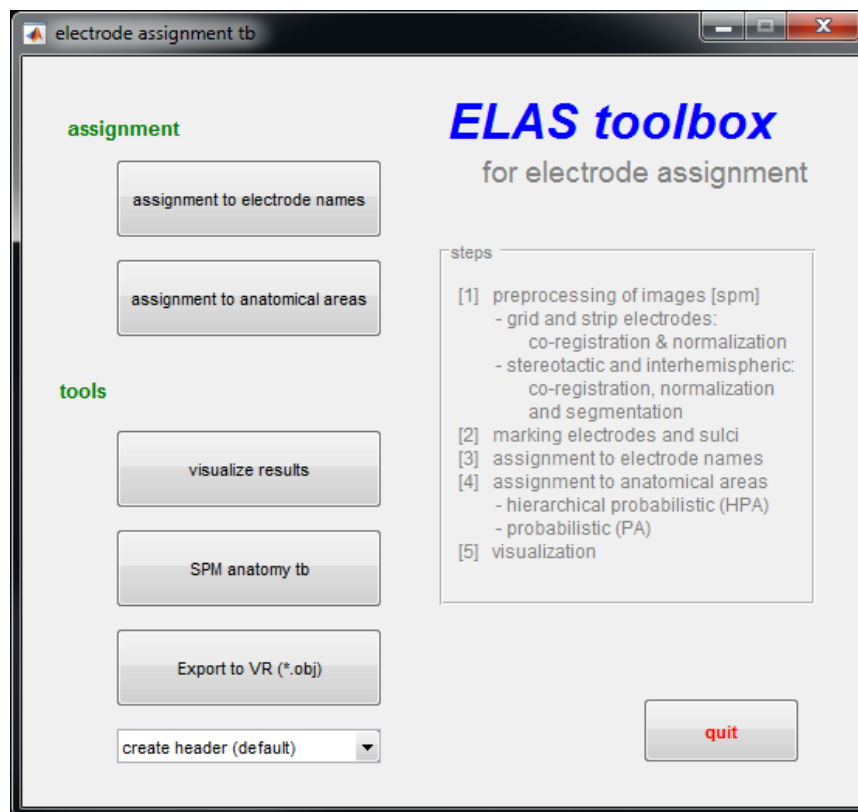 electrode assignment tb
assignment
assignment to electrode names
assignment to anatomical areas
tools
visualize results
SPM anatomy tb
Export to VR (*.obj)
create header (default)
ELAS toolbox
for electrode assignment
steps
[1] preprocessing of images [spm]
- grid and strip electrodes:
co-registration & normalization
- stereotactic and interhemispheric:
co-registration, normalization
and segmentation
[2] marking electrodes and sulci
[3] assignment to electrode names
[4] assignment to anatomical areas
- hierarchical probabilistic (HPA)
- probabilistic (PA)
[5] visualization
quit